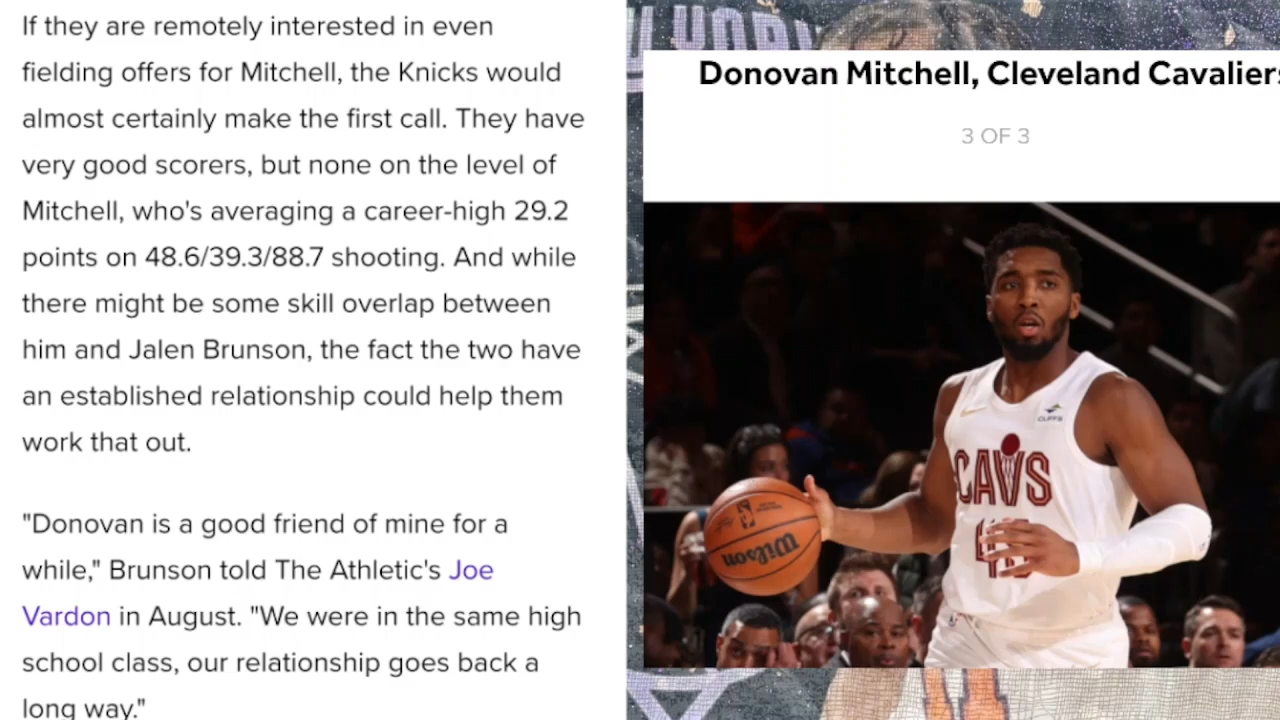 If they are remotely interested in even
fielding offers for Mitchell, the Knicks would
almost certainly make the first call. They have
very good scorers, but none on the level of
Mitchell, who's averaging a career-high 29.2
points on 48.6/39.3/88.7 shooting. And while
there might be some skill overlap between
him and Jalen Brunson, the fact the two have
an established relationship could help them
work that out.
"Donovan is a good friend of mine for a
while," Brunson told The Athletic's Joe
Vardon in August. "We were in the same high
school class, our relationship goes back a
long way."
Donovan Mitchell, Cleveland Cavaliers
3 OF 3
CLIFFS
CAVS
Wilson